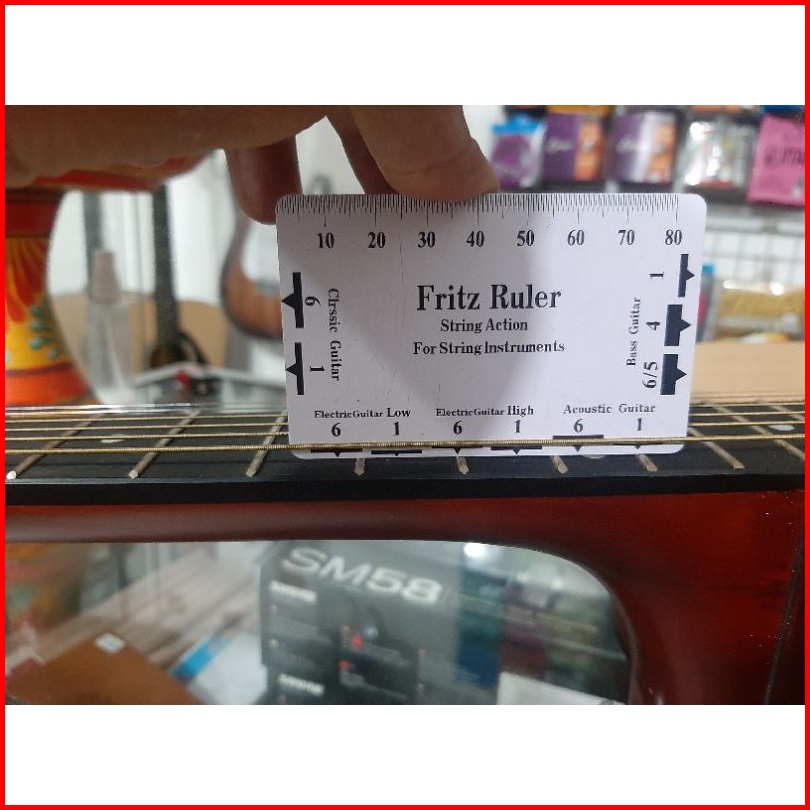 10 20 30 40 50 60 70 80
Fritz Ruler
String Action
For String Instruments
6
Clrssic Guitar
1
1
Bass Guitar
4
6/5
ElectricGuitar Low
6 1
ElectricGuitar High
6 1
Acoustic Guitar
6 1
SM58